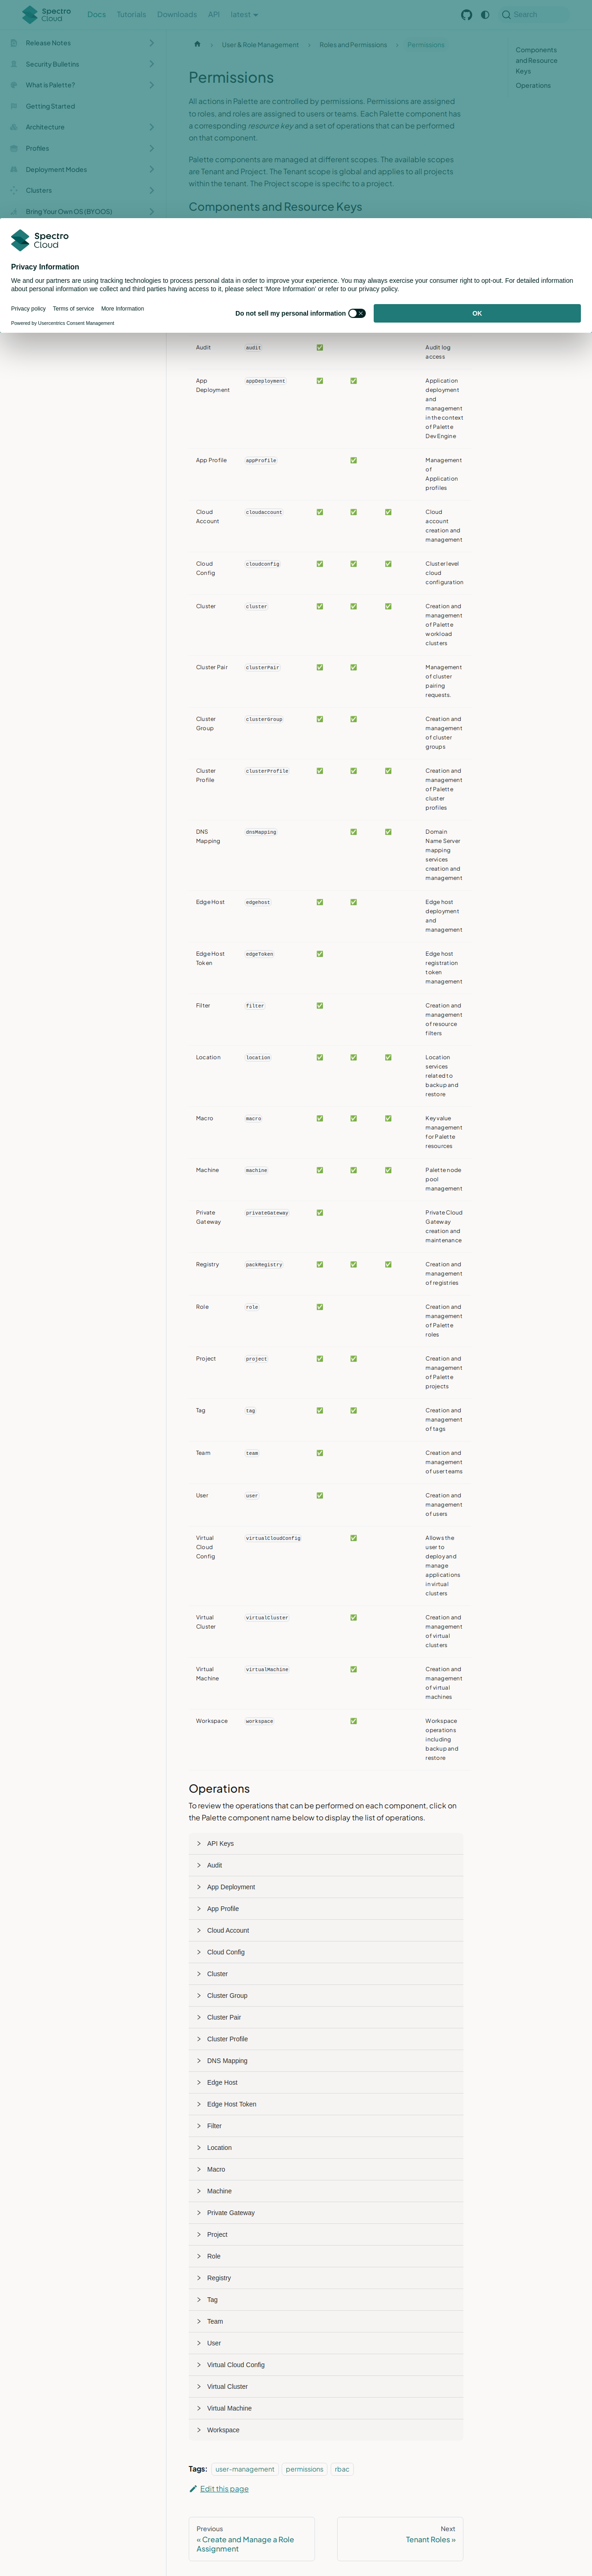 Spectro Cloud
Docs
Tutorials
Downloads
API
latest
Search
Release Notes
Security Bulletins
What is Palette?
Getting Started
Architecture
Profiles
Deployment Modes
Clusters
Bring Your Own OS (BYOOS)
User & Role Management
Roles and Permissions
Permissions
Components and Resource Keys
Operations
Permissions
All actions in Palette are controlled by permissions. Permissions are assigned
to roles, and roles are assigned to users or teams. Each Palette component has
a corresponding resource key and a set of operations that can be performed
on that component.
Palette components are managed at different scopes. The available scopes
are Tenant and Project. The Tenant scope is global and applies to all projects
within the tenant. The Project scope is specific to a project.
Components and Resource Keys
Spectro Cloud
Privacy Information
We and our partners are using tracking technologies to process personal data in order to improve your experience. You may always exercise your consumer right to opt-out. For detailed information
about personal information we collect and third parties having access to it, please select 'More Information' or refer to our privacy policy.
Privacy policy
Terms of service
More Information
Powered by Usercentrics Consent Management
Do not sell my personal information
OK
Audit audit ✅ Audit log
access
App appDeployment ✅ ✅ Application
Deployment deployment
and
management
in the context
of Palette
Dev Engine
App Profile appProfile ✅ Management
of
Application
profiles
Cloud cloudaccount ✅ ✅ ✅ Cloud
Account account
creation and
management
Cloud cloudconfig ✅ ✅ ✅ Cluster level
Config cloud
configuration
Cluster cluster ✅ ✅ ✅ Creation and
management
of Palette
workload
clusters
Cluster Pair clusterPair ✅ ✅ Management
of cluster
pairing
requests.
Cluster clusterGroup ✅ ✅ Creation and
Group management
of cluster
groups
Cluster clusterProfile ✅ ✅ ✅ Creation and
Profile management
of Palette
cluster
profiles
DNS dnsMapping ✅ ✅ Domain
Mapping Name Server
mapping
services
creation and
management
Edge Host edgehost ✅ ✅ Edge host
deployment
and
management
Edge Host edgeToken ✅ Edge host
Token registration
token
management
Filter filter ✅ Creation and
management
of resource
filters
Location location ✅ ✅ ✅ Location
services
related to
backup and
restore
Macro macro ✅ ✅ ✅ Key value
management
for Palette
resources
Machine machine ✅ ✅ ✅ Palette node
pool
management
Private privateGateway ✅ Private Cloud
Gateway Gateway
creation and
maintenance
Registry packRegistry ✅ ✅ ✅ Creation and
management
of registries
Role role ✅ Creation and
management
of Palette
roles
Project project ✅ ✅ Creation and
management
of Palette
projects
Tag tag ✅ ✅ Creation and
management
of tags
Team team ✅ Creation and
management
of user teams
User user ✅ Creation and
management
of users
Virtual virtualCloudConfig ✅ Allows the
Cloud user to
Config deploy and
manage
applications
in virtual
clusters
Virtual virtualCluster ✅ Creation and
Cluster management
of virtual
clusters
Virtual virtualMachine ✅ Creation and
Machine management
of virtual
machines
Workspace workspace ✅ Workspace
operations
including
backup and
restore
Operations
To review the operations that can be performed on each component, click on
the Palette component name below to display the list of operations.
API Keys
Audit
App Deployment
App Profile
Cloud Account
Cloud Config
Cluster
Cluster Group
Cluster Pair
Cluster Profile
DNS Mapping
Edge Host
Edge Host Token
Filter
Location
Macro
Machine
Private Gateway
Project
Role
Registry
Tag
Team
User
Virtual Cloud Config
Virtual Cluster
Virtual Machine
Workspace
Tags: user-management permissions rbac
Edit this page
Previous
« Create and Manage a Role
Assignment
Next
Tenant Roles »